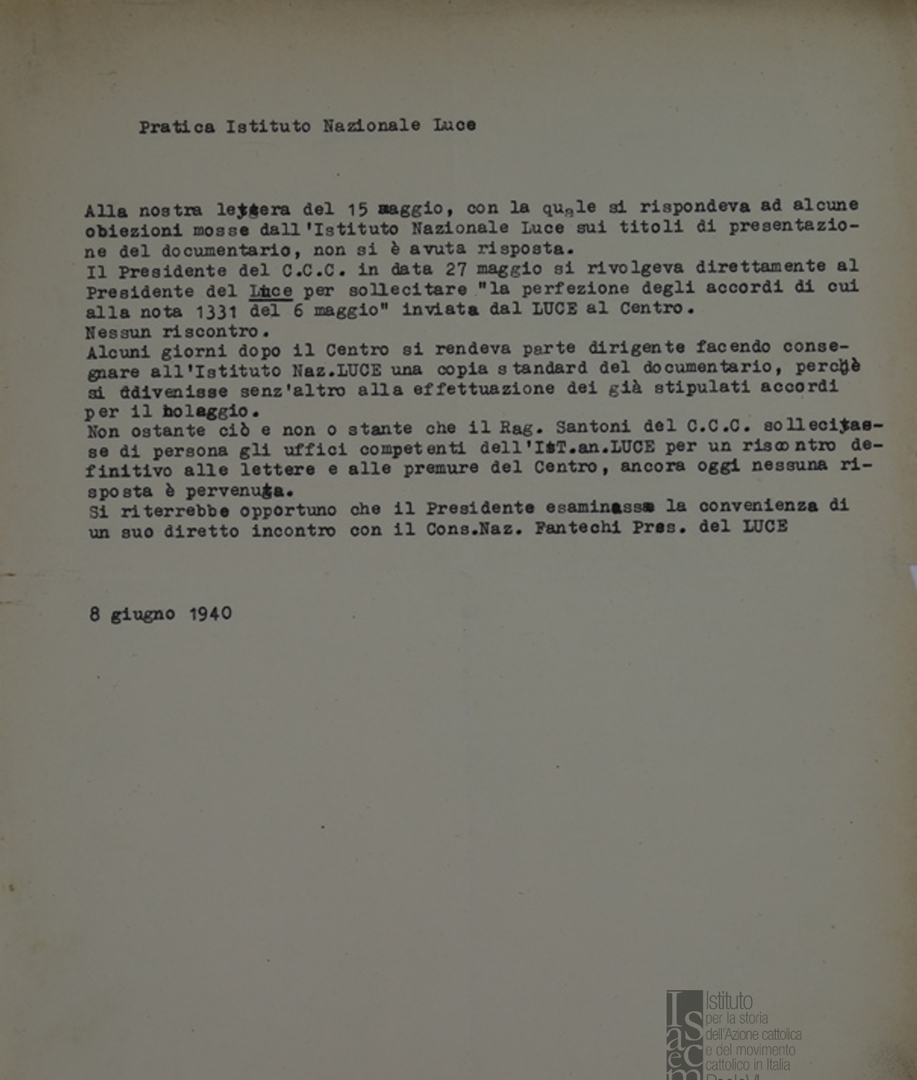 Pratica Istituto Nazionale Luce
Alla nostra lettera del 15 maggio, con la quale si rispondeva ad alcune
obiezioni mosse dall'Istituto Nazionale Luce sui titoli di presentazio-
ne del documentario, non si è avuta risposta.
Il Presidente del C.C.C. in data 27 maggio si rivolgeva direttamente al
Presidente del Luce per sollecitare "la perfezione degli accordi di cui
alla nota 1331 del 6 maggio" inviata dal LUCE al Centro.
Nessun riscontro.
Alcuni giorni dopo il Centro si rendeva parte dirigente facendo conse-
gnare all'Istituto Naz.LUCE una copia standard del documentario, perchè
si addivenisse senz'altro alla effettuazione dei già stipulati accordi
per il nolaggio.
Non ostante ciò e non o stante che il Rag. Santoni del C.C.C. sollecitas-
se di persona gli uffici competenti dell'IsT.an.LUCE per un riscontro de-
finitivo alle lettere e alle premure del Centro, ancora oggi nessuna ri-
sposta è pervenuta.
Si riterrebbe opportuno che il Presidente esaminasse la convenienza di
un suo diretto incontro con il Cons.Naz. Fantechi Pres. del LUCE
8 giugno 1940
Isacem
Istituto
per la storia
dell'Azione cattolica
e del movimento
cattolico in Italia
Paolo VI